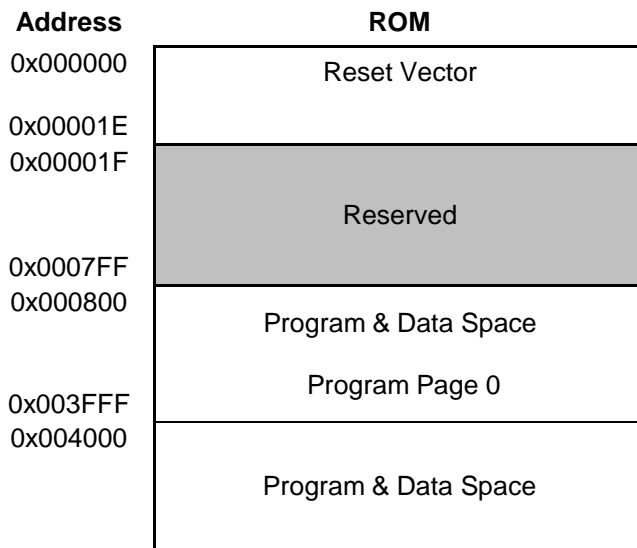 Address ROM
0x000000 Reset Vector
0x00001E
0x00001F
Reserved
0x0007FF
0x000800
Program & Data Space
Program Page 0
0x003FFF
0x004000
Program & Data Space